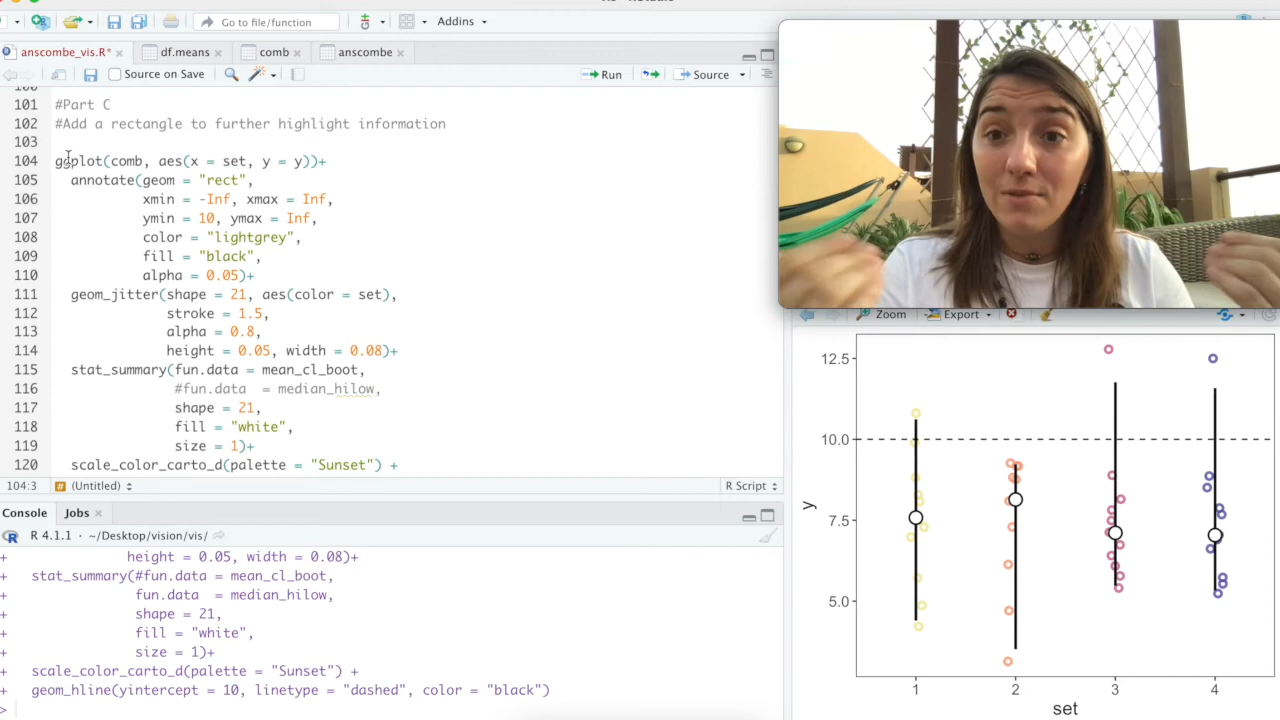 Go to file/function
Addins
anscombe_vis.R*
df.means
comb
anscombe
Source on Save
Run
Source
100
101 #Part C
102 #Add a rectangle to further highlight information
103
104 ggplot(comb, aes(x = set, y = y))+
105 annotate(geom = "rect",
106 xmin = -Inf, xmax = Inf,
107 ymin = 10, ymax = Inf,
108 color = "lightgrey",
109 fill = "black",
110 alpha = 0.05)+
111 geom_jitter(shape = 21, aes(color = set),
112 stroke = 1.5,
113 alpha = 0.8,
114 height = 0.05, width = 0.08)+
115 stat_summary(fun.data = mean_cl_boot,
116 #fun.data  = median_hilow,
117 shape = 21,
118 fill = "white",
119 size = 1)+
120 scale_color_carto_d(palette = "Sunset") +
104:3
# (Untitled)
R Script
Console
Jobs
R 4.1.1 · ~/Desktop/vision/vis/
+ height = 0.05, width = 0.08)+
+ stat_summary(#fun.data = mean_cl_boot,
+ fun.data  = median_hilow,
+ shape = 21,
+ fill = "white",
+ size = 1)+
+ scale_color_carto_d(palette = "Sunset") +
+ geom_hline(yintercept = 10, linetype = "dashed", color = "black")
>
Zoom
Export
12.5
10.0
7.5
5.0
y
1 2 3 4
set